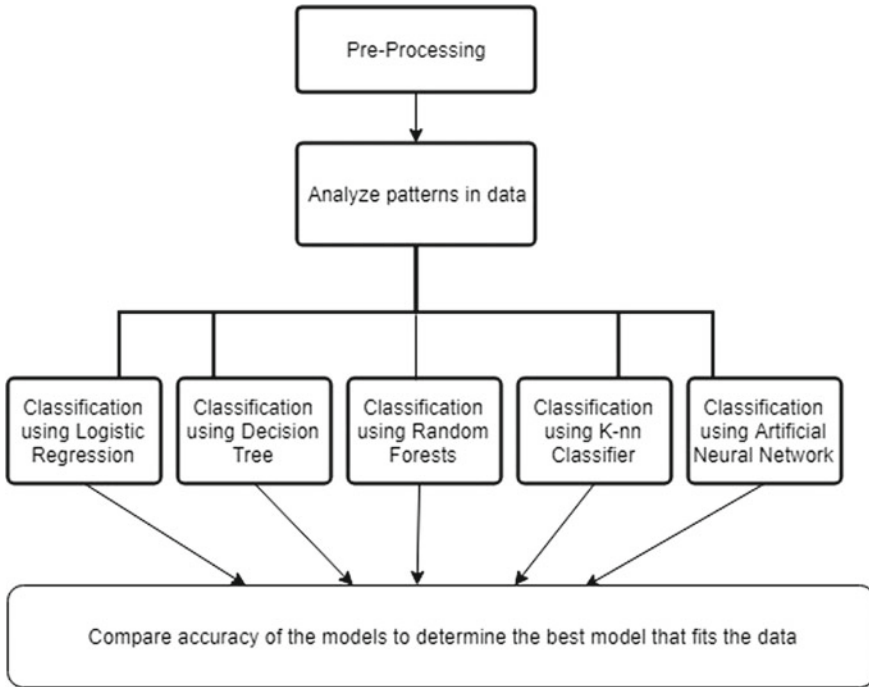 Pre-Processing
Analyze patterns in data
Classification
using Logistic
Regression
Classification
using Decision
Tree
Classification
using Random
Forests
Classification
using K-nn
Classifier
Classification
using Artificial
Neural Network
Compare accuracy of the models to determine the best model that fits the data